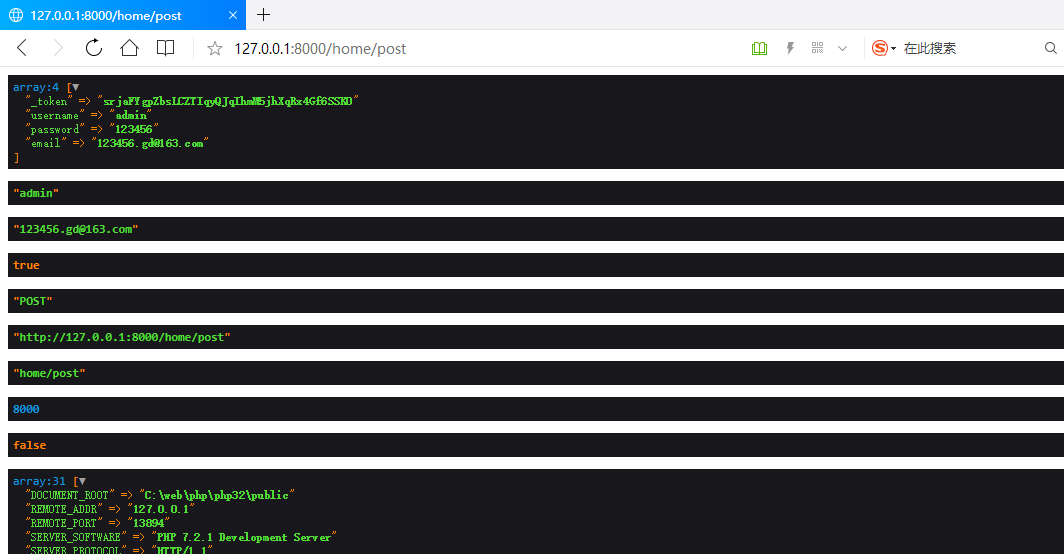 127.0.0.1:8000/home/post
127.0.0.1:8000/home/post 在此搜索
array:4 [▼
"_token" => "srjaFYgpZbsLCZTIqyQJqIhmM5jhXqRx4Gf6SSKD"
"username" => "admin"
"password" => "123456"
"email" => "123456.gd@163.com"
]
"admin"
"123456.gd@163.com"
true
"POST"
"http://127.0.0.1:8000/home/post"
"home/post"
8000
false
array:31 [▼
"DOCUMENT_ROOT" => "C:\web\php\php32\public"
"REMOTE_ADDR" => "127.0.0.1"
"REMOTE_PORT" => "13894"
"SERVER_SOFTWARE" => "PHP 7.2.1 Development Server"
"SERVER_PROTOCOL" => "HTTP/1.1"